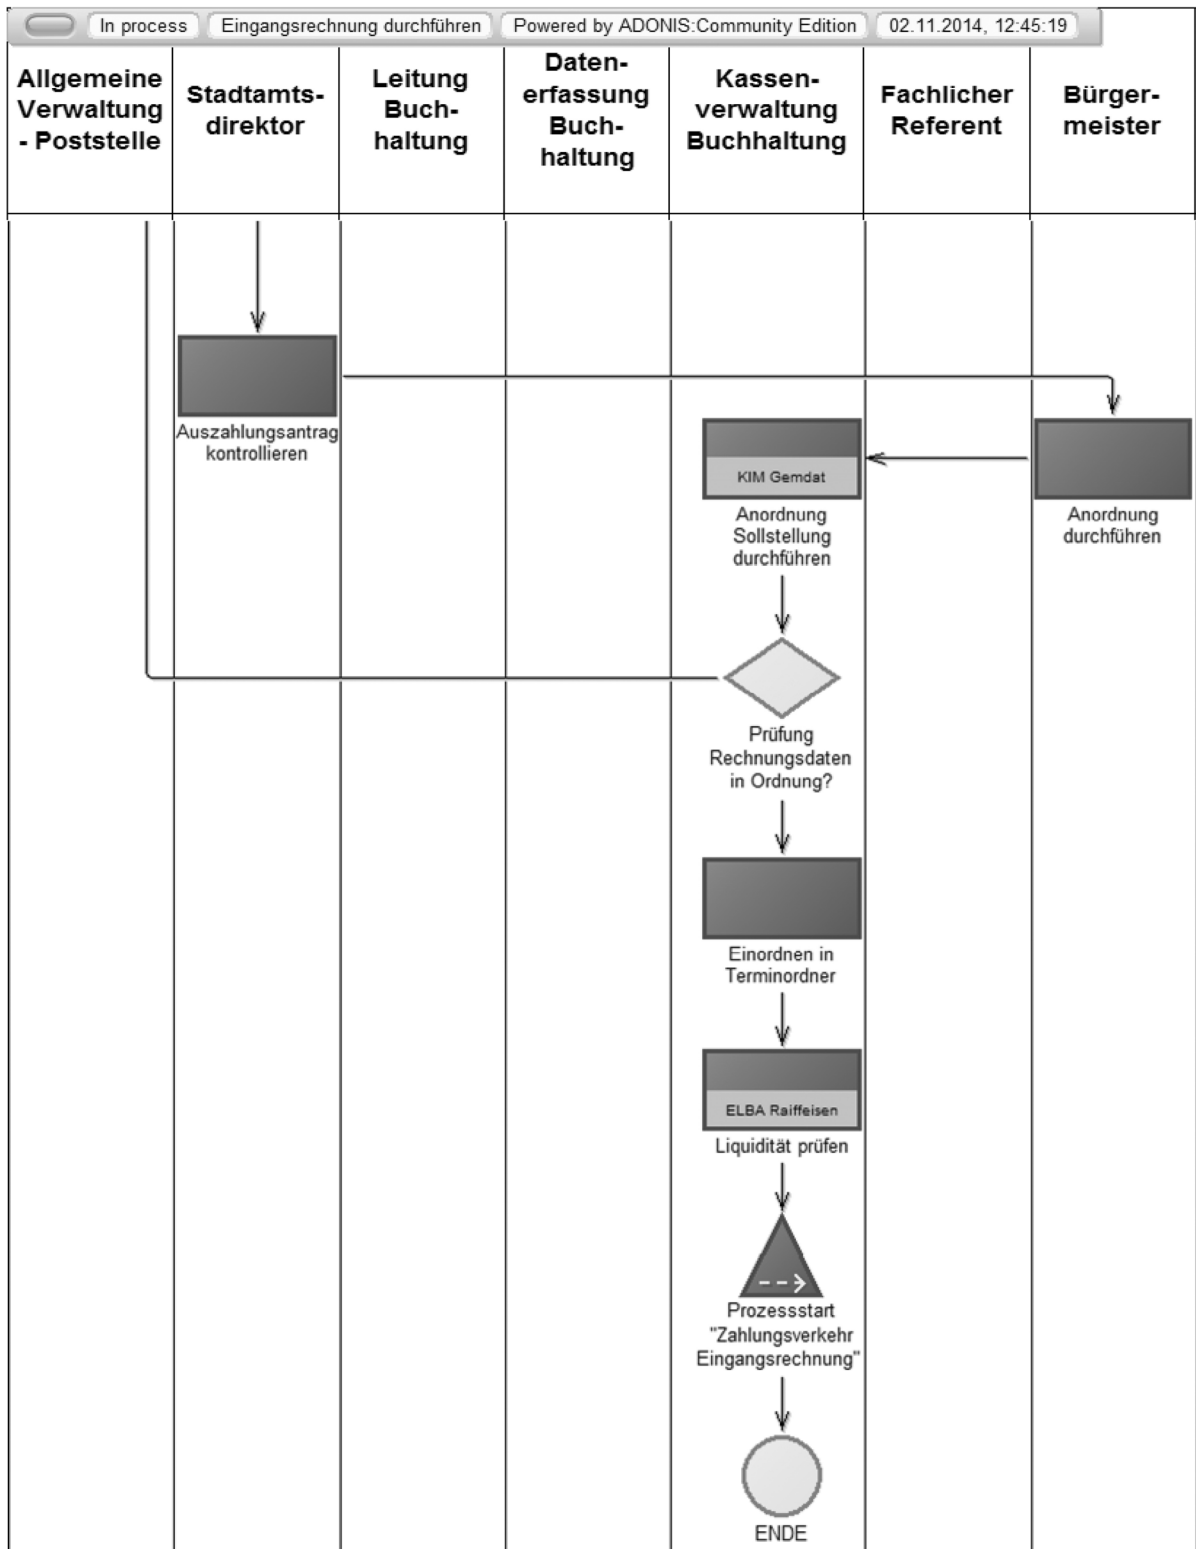 In process
Eingangsrechnung durchführen
Powered by ADONIS:Community Edition
02.11.2014, 12:45:19
Allgemeine
Verwaltung
- Poststelle
Stadtamts-
direktor
Leitung
Buch-
haltung
Daten-
erfassung
Buch-
haltung
Kassen-
verwaltung
Buchhaltung
Fachlicher
Referent
Bürger-
meister
Auszahlungsantrag
kontrollieren
KIM Gemdat
Anordnung
Sollstellung
durchführen
Anordnung
durchführen
Prüfung
Rechnungsdaten
in Ordnung?
Einordnen in
Terminordner
ELBA Raiffeisen
Liquidität prüfen
Prozessstart
"Zahlungsverkehr
Eingangsrechnung"
ENDE